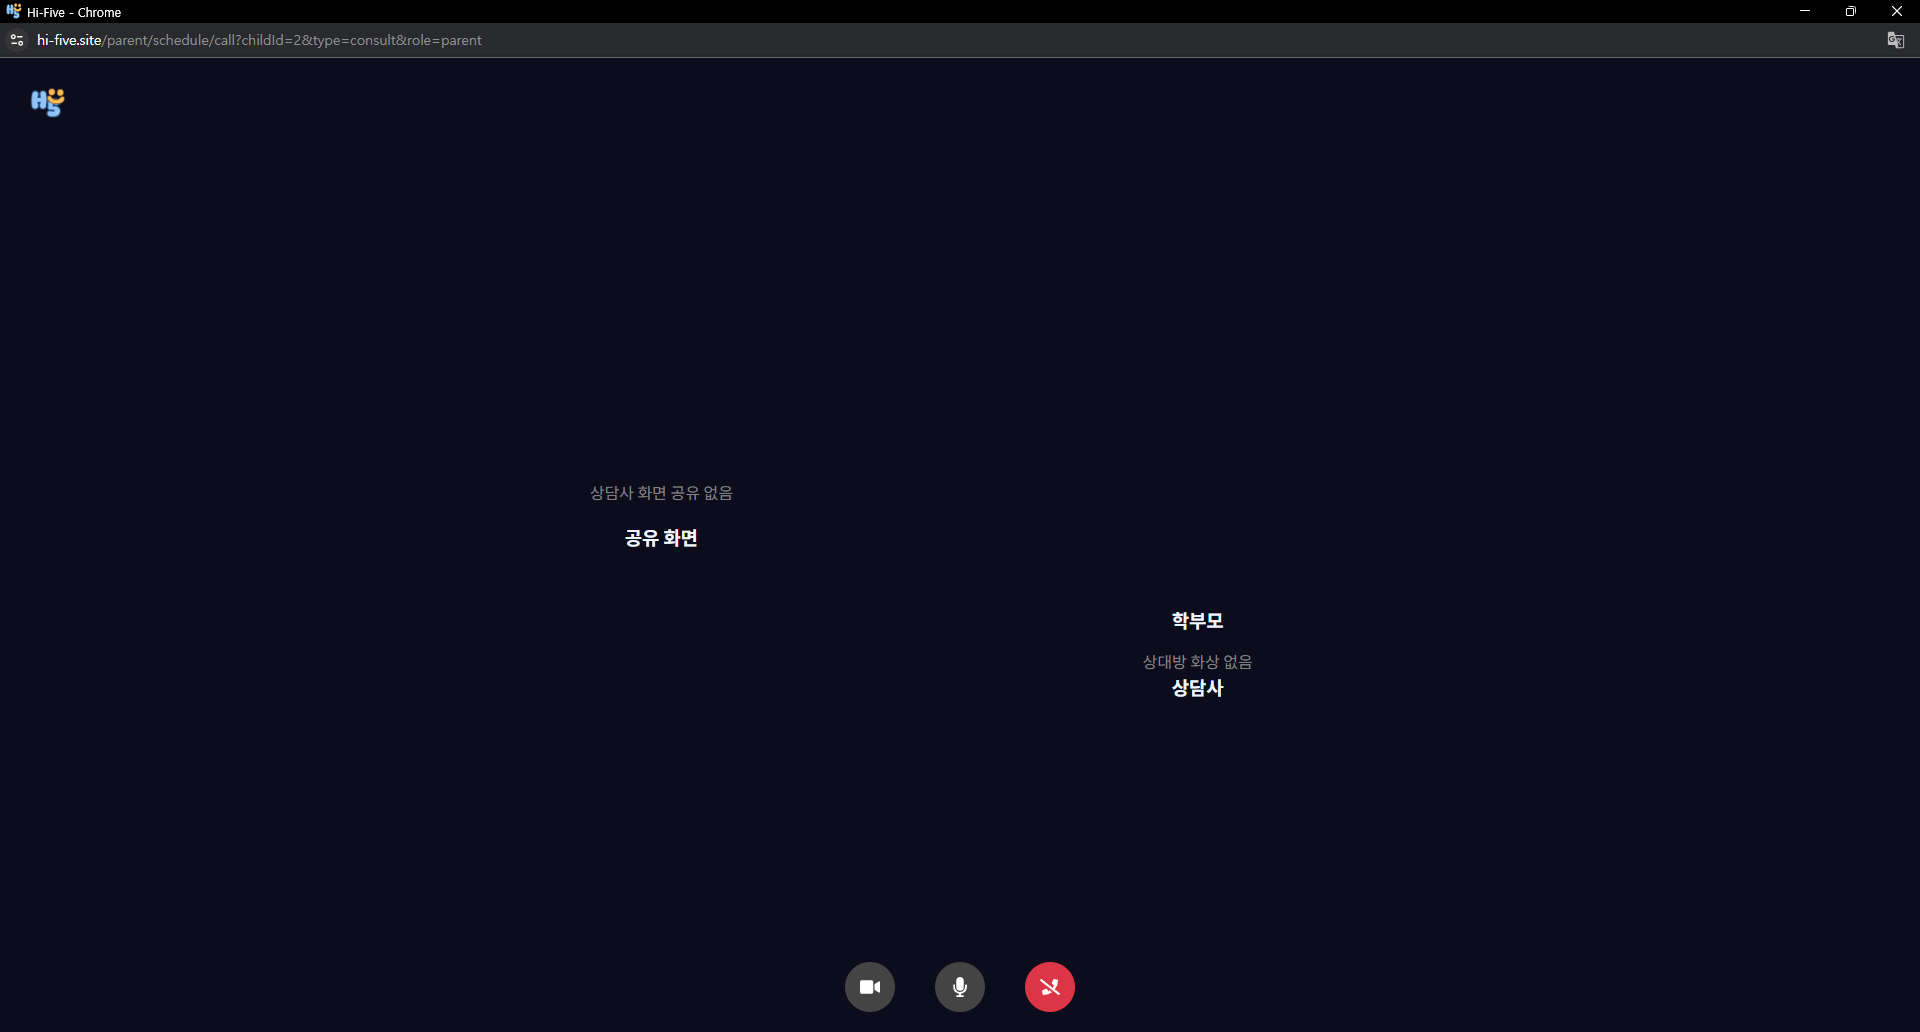 Hi-Five - Chrome
hi-five.site/parent/schedule/call?childId=2&type=consult&role=parent
H5
상담사 화면 공유 없음
공유 화면
학부모
상대방 화상 없음
상담사